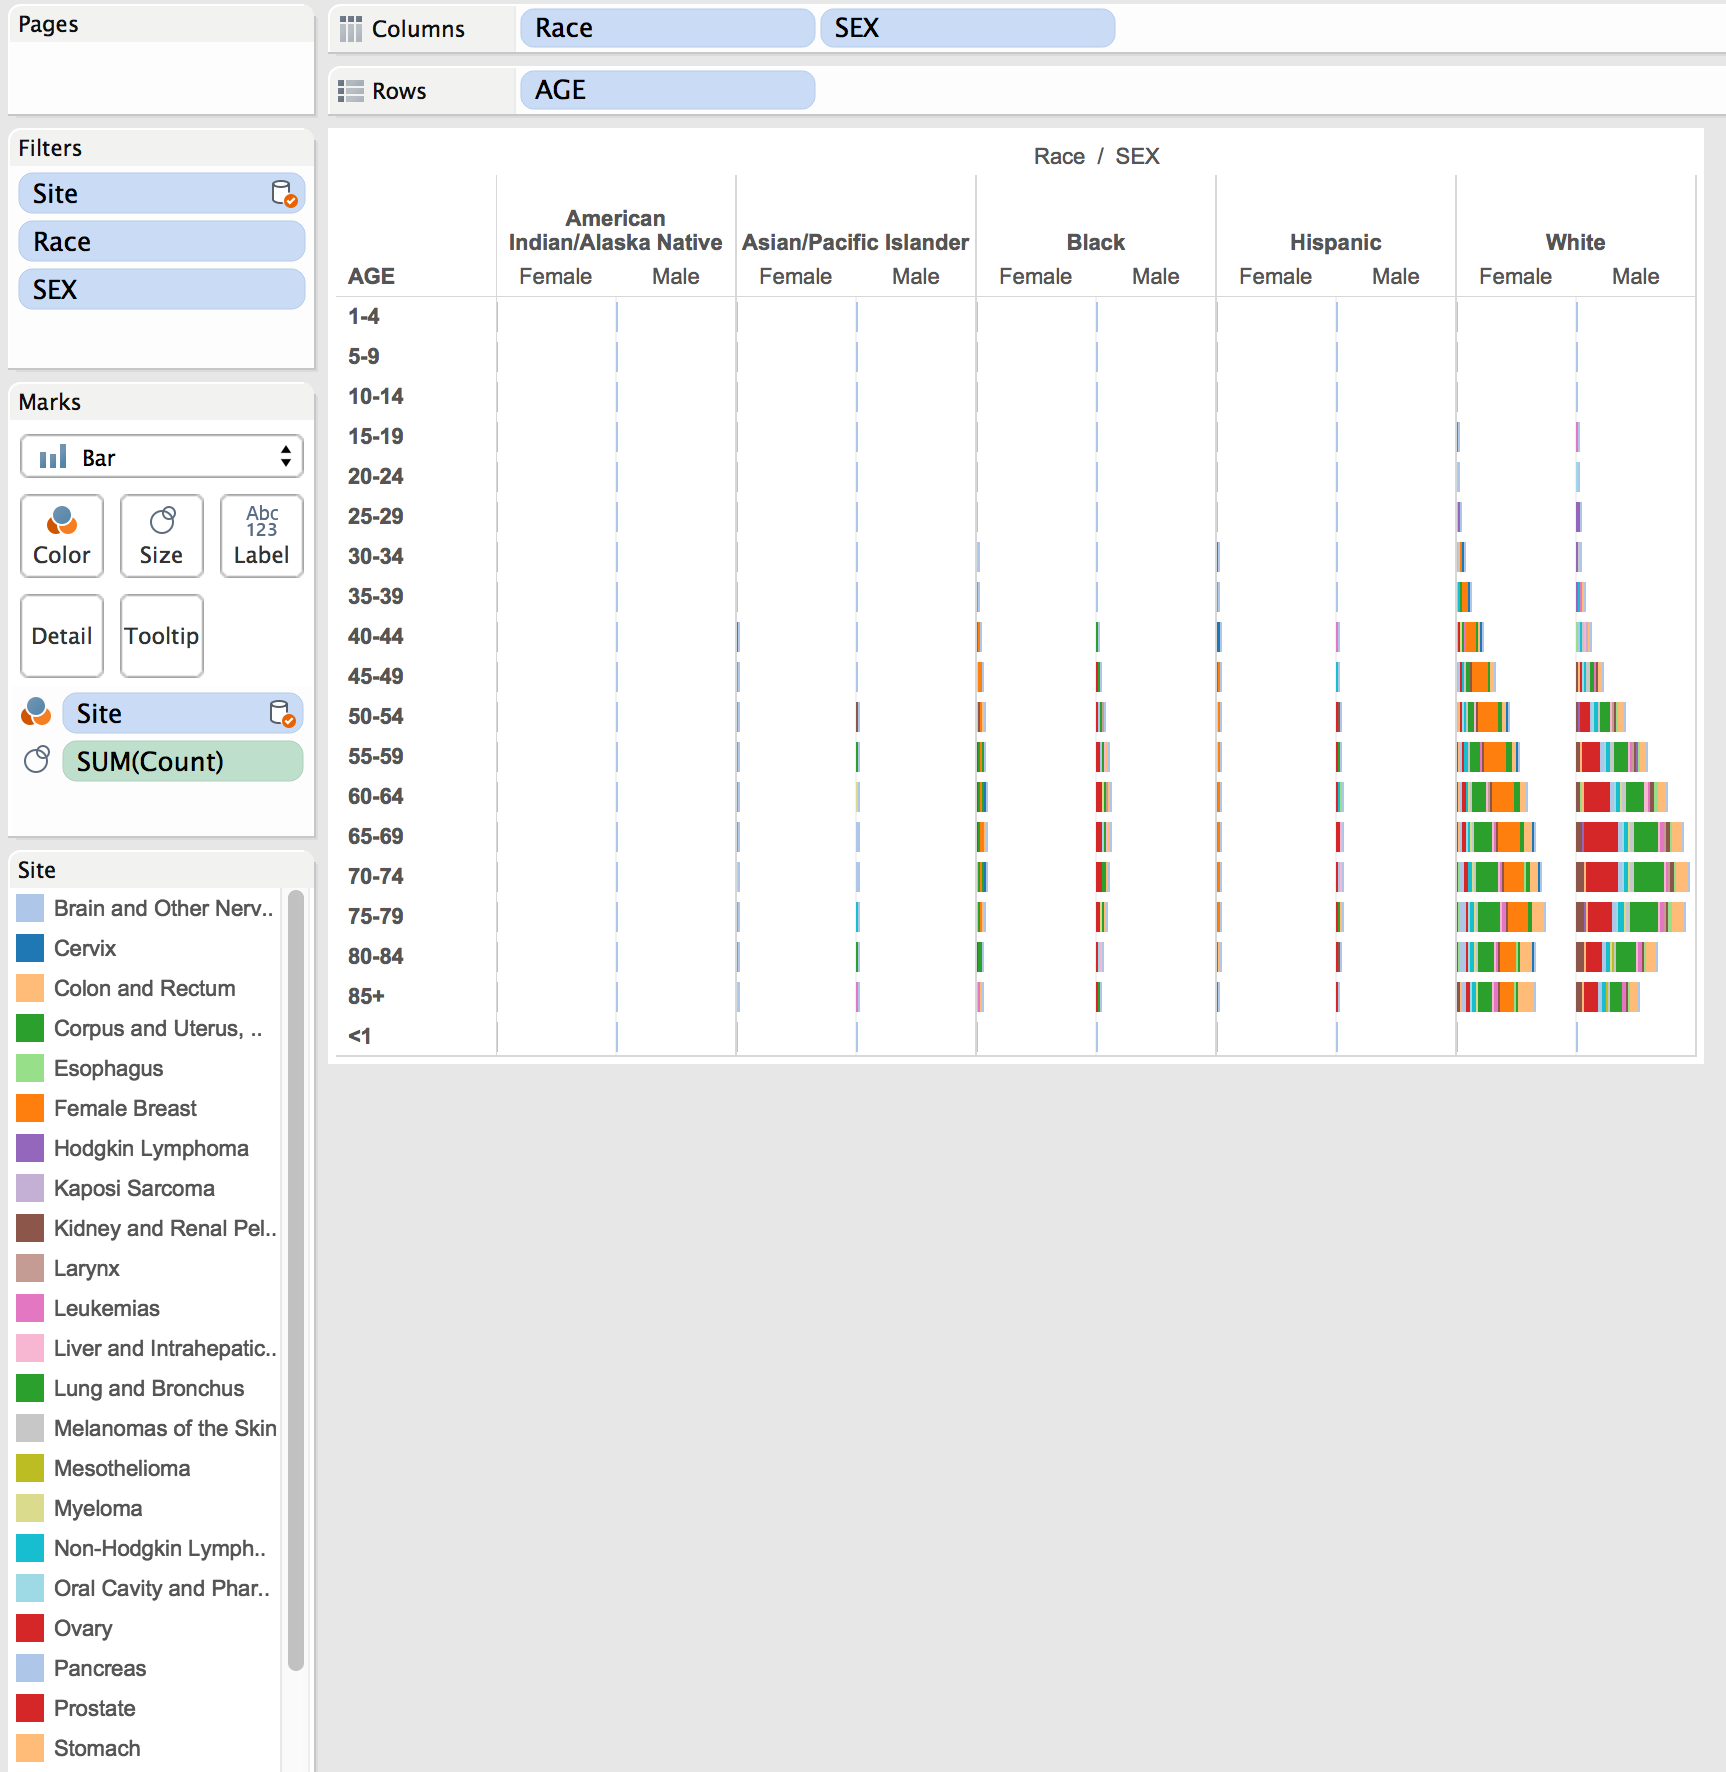 Pages
Columns
Race
SEX
Rows
AGE
Filters
Site
Race
SEX
Marks
Bar
Color
Size
Abc
123
Label
Detail
Tooltip
Site
SUM(Count)
Site
Brain and Other Nerv..
Cervix
Colon and Rectum
Corpus and Uterus, ..
Esophagus
Female Breast
Hodgkin Lymphoma
Kaposi Sarcoma
Kidney and Renal Pel..
Larynx
Leukemias
Liver and Intrahepatic..
Lung and Bronchus
Melanomas of the Skin
Mesothelioma
Myeloma
Non-Hodgkin Lymph..
Oral Cavity and Phar..
Ovary
Pancreas
Prostate
Stomach
Race / SEX
American
Indian/Alaska Native Asian/Pacific Islander Black Hispanic White
AGE Female Male Female Male Female Male Female Male Female Male
1-4
5-9
10-14
15-19
20-24
25-29
30-34
35-39
40-44
45-49
50-54
55-59
60-64
65-69
70-74
75-79
80-84
85+
<1